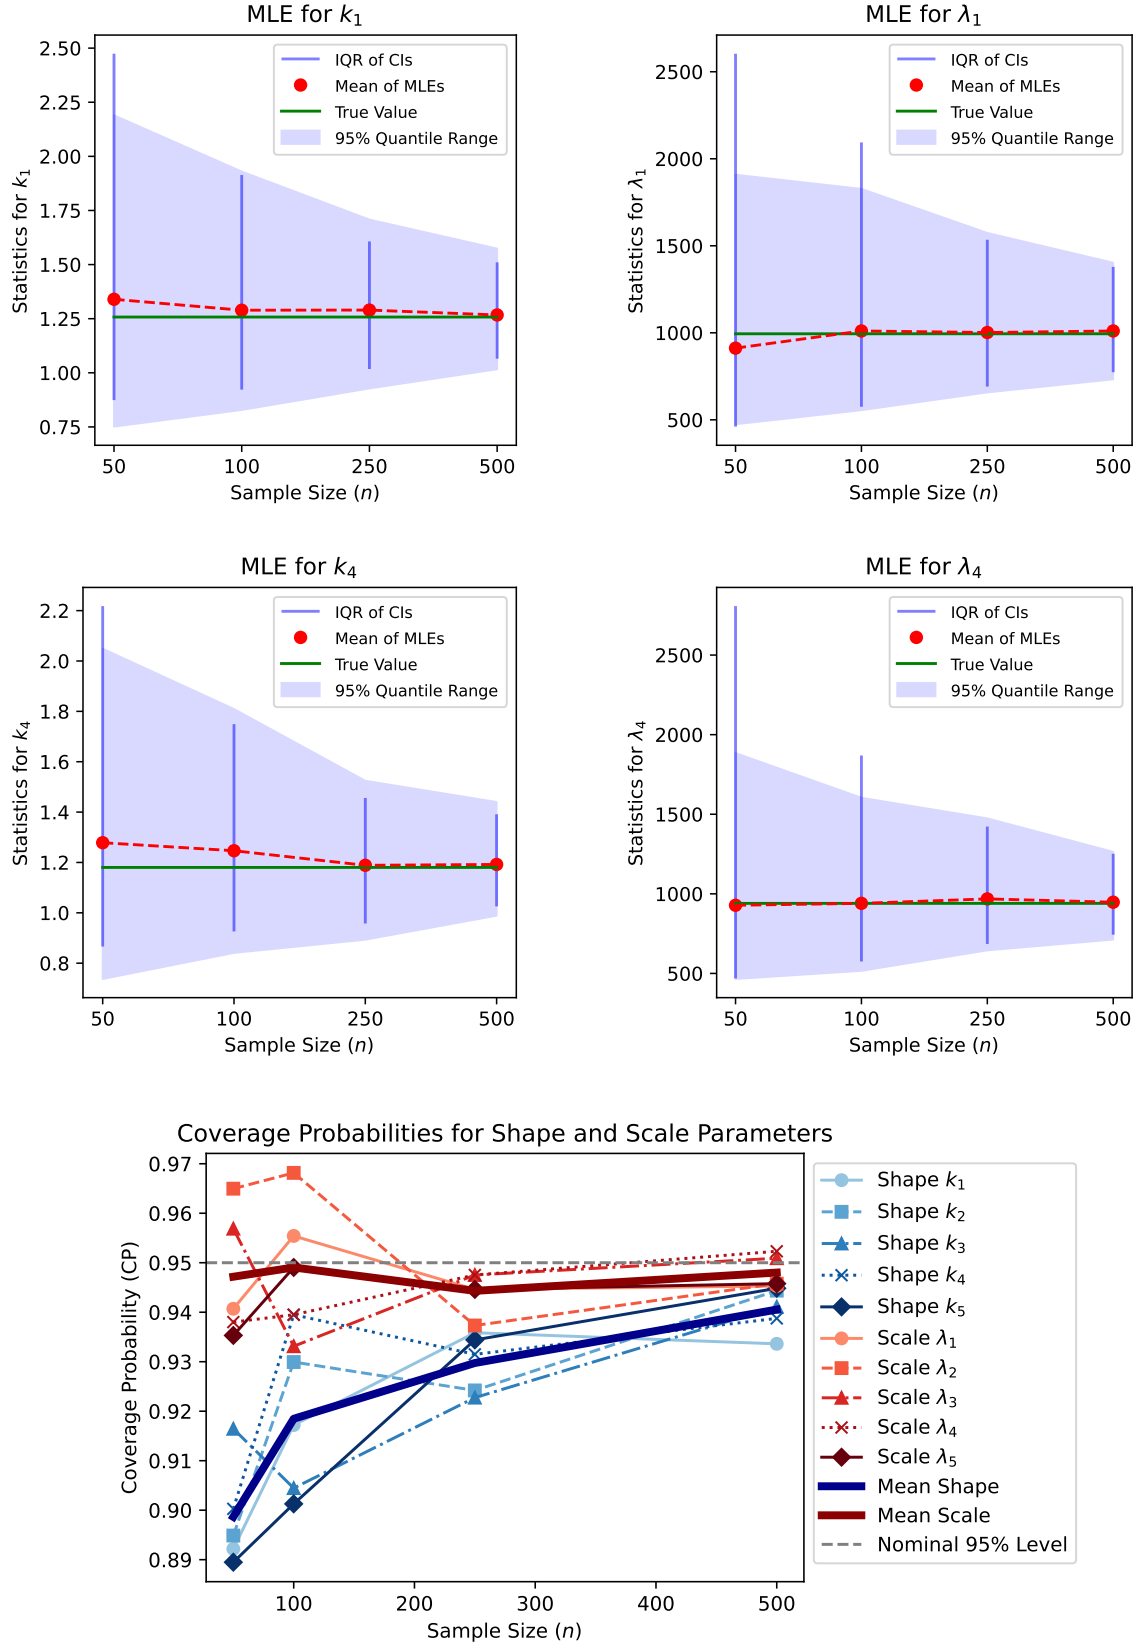 MLE for k₁
2.50
2.25
2.00
1.75
1.50
1.25
1.00
0.75
Statistics for k₁
IQR of CIs
Mean of MLEs
True Value
95% Quantile Range
50 100 250 500
Sample Size (n)
MLE for λ₁
2500
2000
1500
1000
500
Statistics for λ₁
IQR of CIs
Mean of MLEs
True Value
95% Quantile Range
50 100 250 500
Sample Size (n)
MLE for k₄
2.2
2.0
1.8
1.6
1.4
1.2
1.0
0.8
Statistics for k₄
IQR of CIs
Mean of MLEs
True Value
95% Quantile Range
50 100 250 500
Sample Size (n)
MLE for λ₄
2500
2000
1500
1000
500
Statistics for λ₄
IQR of CIs
Mean of MLEs
True Value
95% Quantile Range
50 100 250 500
Sample Size (n)
Coverage Probabilities for Shape and Scale Parameters
0.97
0.96
0.95
0.94
0.93
0.92
0.91
0.90
0.89
Coverage Probability (CP)
100 200 300 400 500
Sample Size (n)
Shape k₁
Shape k₂
Shape k₃
Shape k₄
Shape k₅
Scale λ₁
Scale λ₂
Scale λ₃
Scale λ₄
Scale λ₅
Mean Shape
Mean Scale
Nominal 95% Level